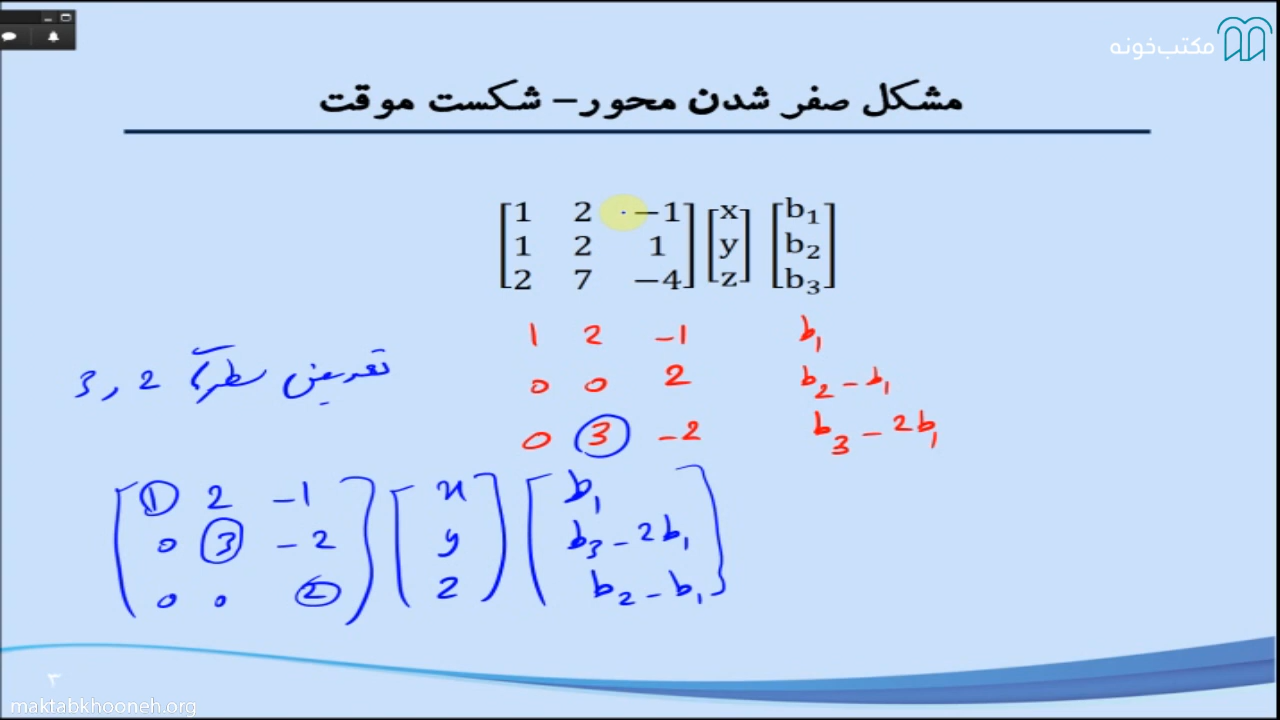 مکتب‌خونه
مشکل صفر شدن محور- شکست موقت
[1 2 -1] [x] [b₁]
[1 2 1] [y] [b₂]
[2 7 -4] [z] [b₃]
1 2 -1 b₁
0 0 2 b₂ - b₁
0 3 -2 b₃ - 2b₁
تعویض سطرهای 2 و 3
[1 2 -1] [x] [b₁]
[0 3 -2] [y] [b₃ - 2b₁]
[0 0 2] [z] [b₂ - b₁]
۳
maktabkhooneh.org